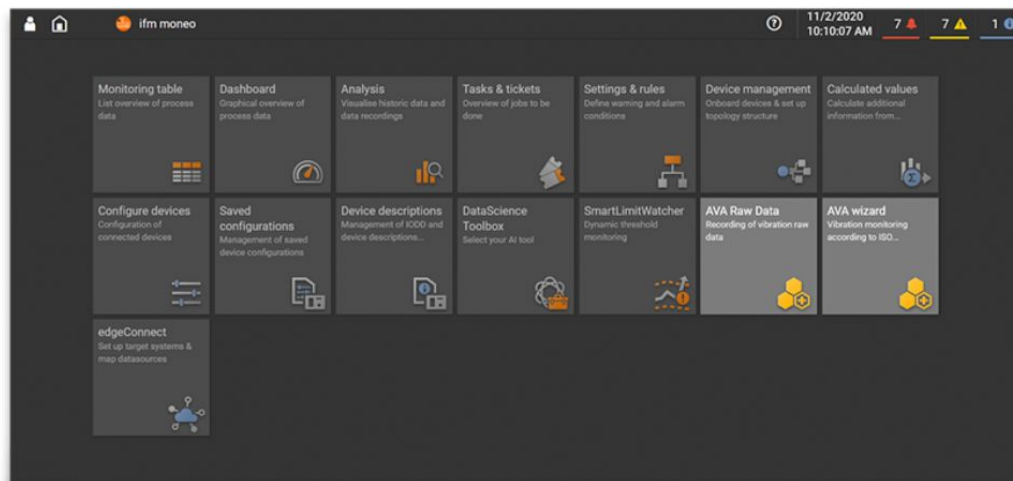 ifm moneo
11/2/2020
10:10:07 AM
7
7
1
Monitoring table
List overview of process
data
Dashboard
Graphical overview of
process data
Analysis
Visualise historic data and
data recordings
Tasks & tickets
Overview of jobs to be
done
Settings & rules
Define warning and alarm
conditions
Device management
Onboard devices & set up
topology structure
Calculated values
Calculate additional
information from...
Configure devices
Configuration of
connected devices
Saved
configurations
Management of saved
device configurations
Device descriptions
Management of IODD and
device descriptions...
DataScience
Toolbox
Select your AI tool
SmartLimitWatcher
Dynamic threshold
monitoring
AVA Raw Data
Recording of vibration raw
data
AVA wizard
Vibration monitoring
according to ISO...
edgeConnect
Set up target systems &
map datasources